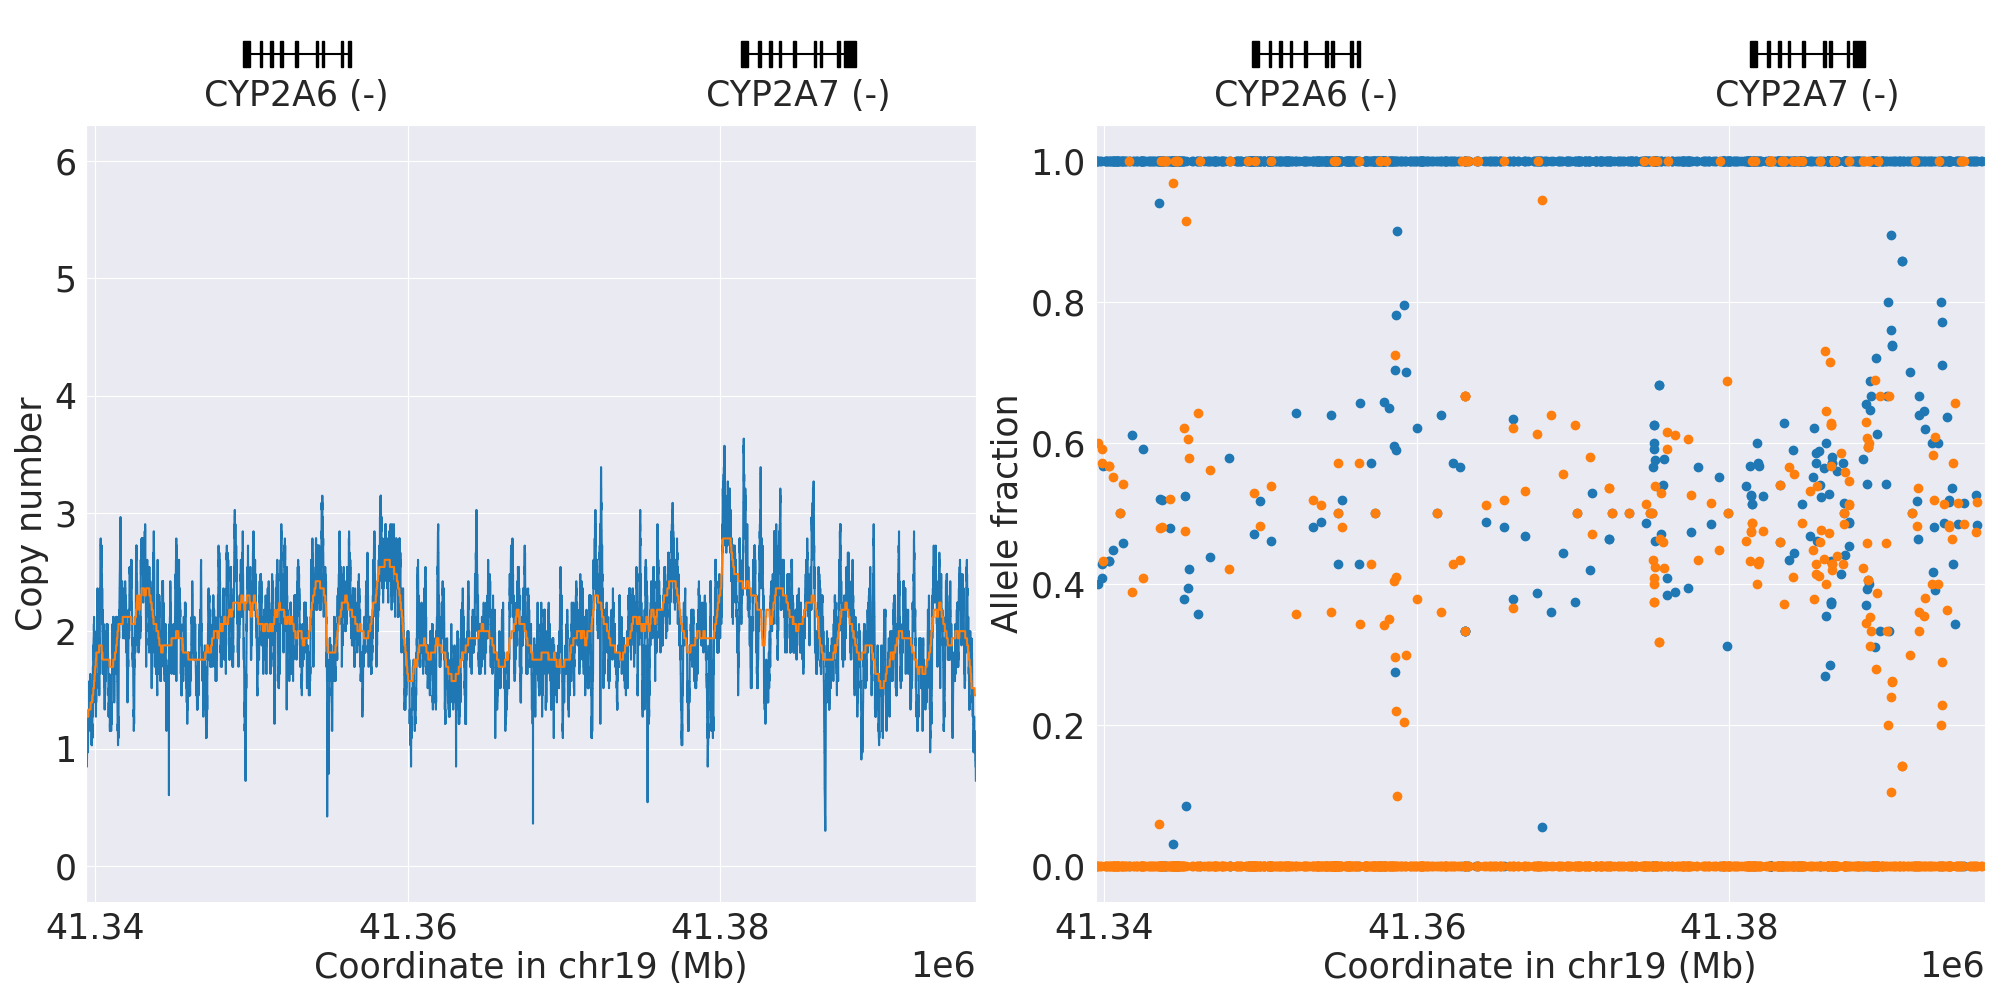 CYP2A6 (-)
CYP2A7 (-)
6
5
4
3
2
1
0
Copy number
41.34
41.36
41.38
Coordinate in chr19 (Mb)
1e6
CYP2A6 (-)
CYP2A7 (-)
1.0
0.8
0.6
0.4
0.2
0.0
Allele fraction
41.34
41.36
41.38
Coordinate in chr19 (Mb)
1e6